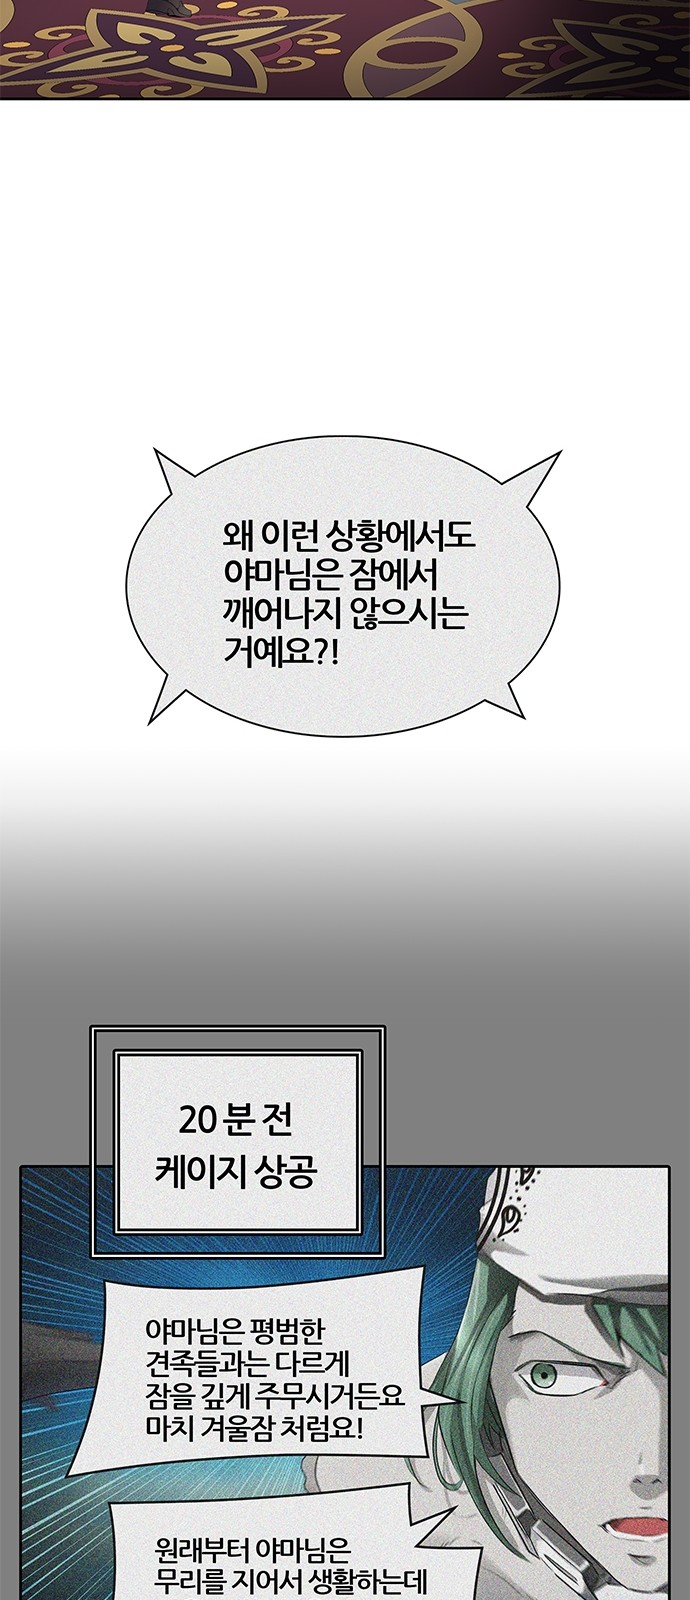 왜 이런 상황에서도
야마님은 잠에서
깨어나지 않으시는
거예요?!
20분 전
케이지 상공
야마님은 평범한
견족들과는 다르게
잠을 깊게 주무시거든요
마치 겨울잠 처럼요!
원래부터 야마님은
무리를 지어서 생활하는데